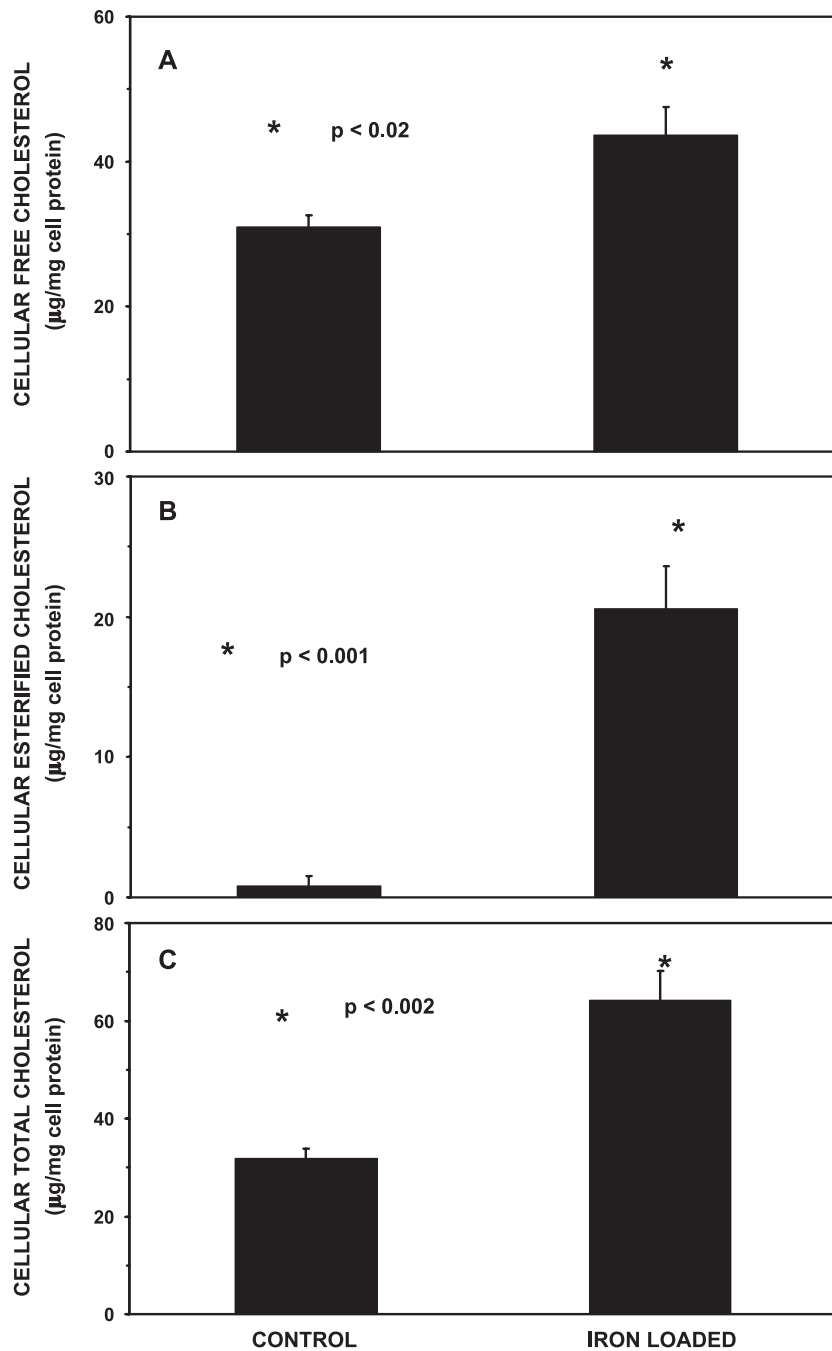 CELLULAR FREE CHOLESTEROL
(µg/mg cell protein)
60
40
20
0
A
*
p < 0.02
*
CELLULAR ESTERIFIED CHOLESTEROL
(µg/mg cell protein)
30
20
10
0
B
*
p < 0.001
*
CELLULAR TOTAL CHOLESTEROL
(µg/mg cell protein)
80
60
40
20
0
C
*
p < 0.002
*
CONTROL
IRON LOADED